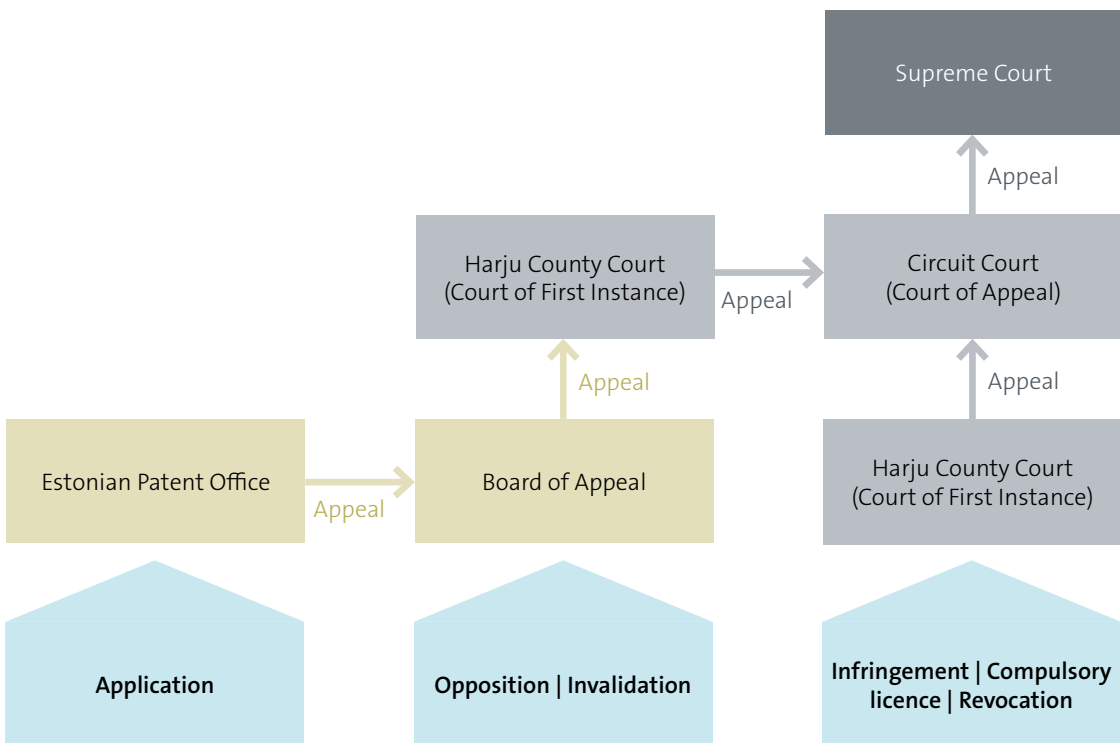 Supreme Court
Appeal
Harju County Court
(Court of First Instance)
Appeal
Circuit Court
(Court of Appeal)
Appeal
Appeal
Estonian Patent Office
Appeal
Board of Appeal
Harju County Court
(Court of First Instance)
Application
Opposition | Invalidation
Infringement | Compulsory
licence | Revocation